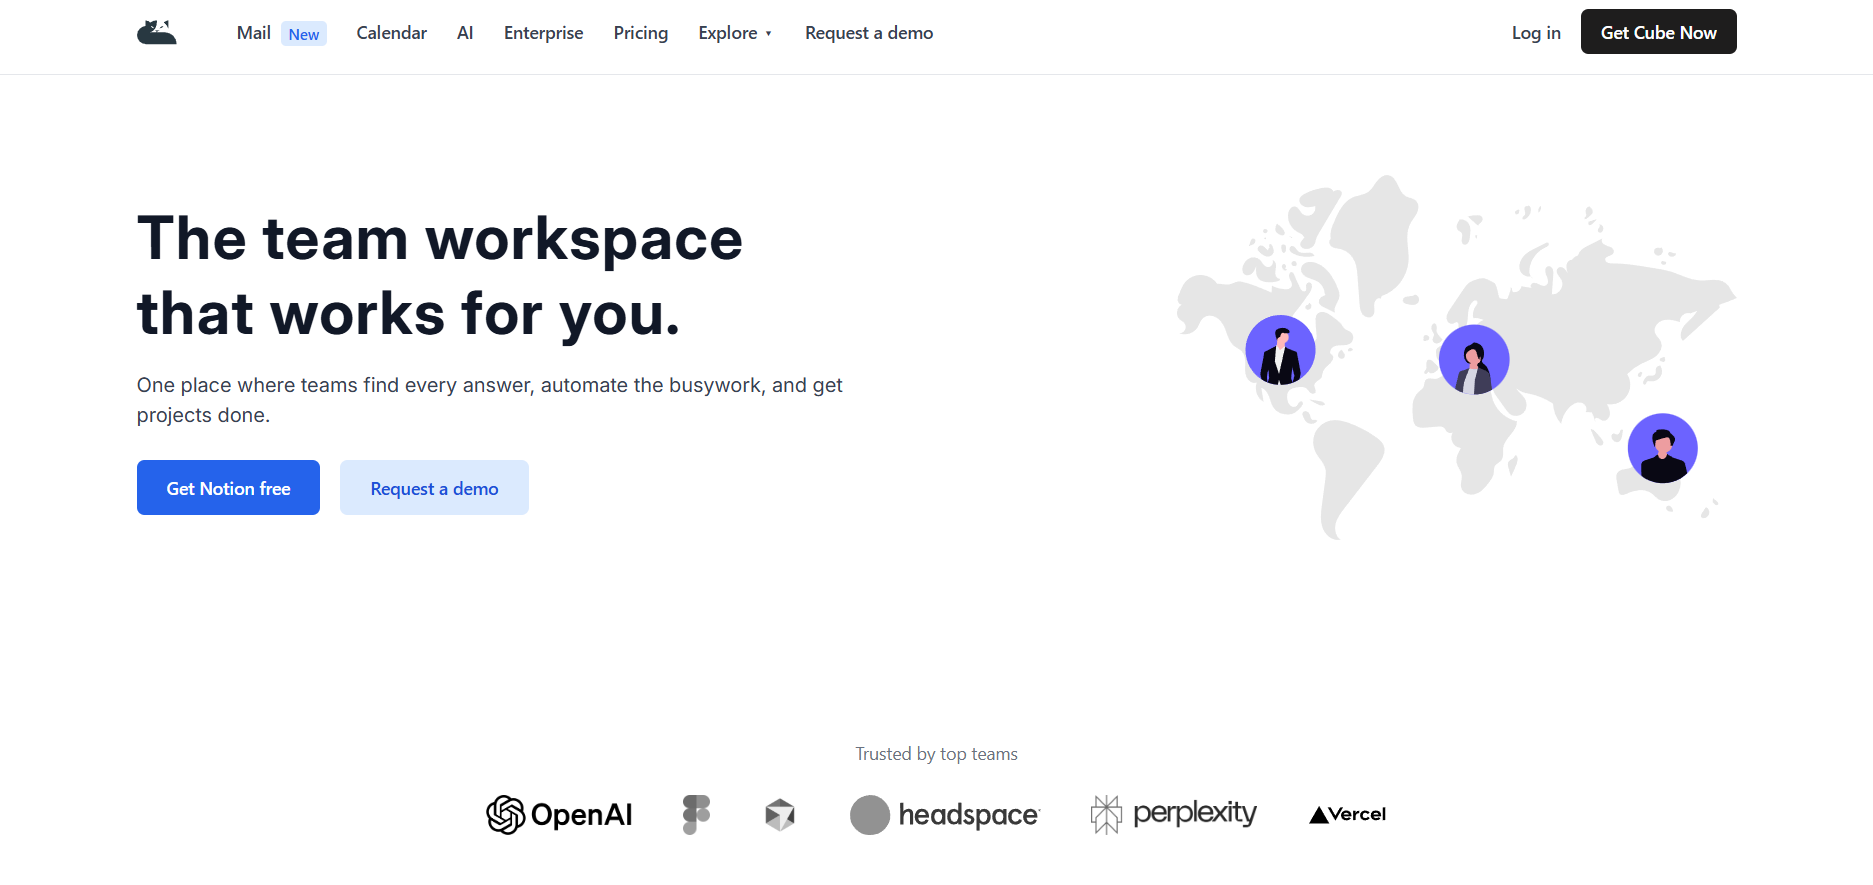 Mail New Calendar AI Enterprise Pricing Explore Request a demo Log in Get Cube Now
The team workspace
that works for you.
One place where teams find every answer, automate the busywork, and get
projects done.
Get Notion free Request a demo
Trusted by top teams
OpenAI headspace perplexity Vercel